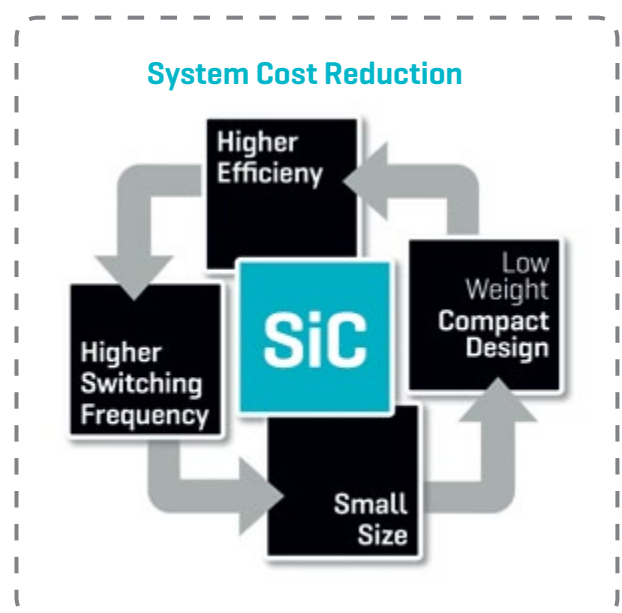 System Cost Reduction
Higher
Efficieny
Low
Weight
Compact
Design
SiC
Higher
Switching
Frequency
Small
Size